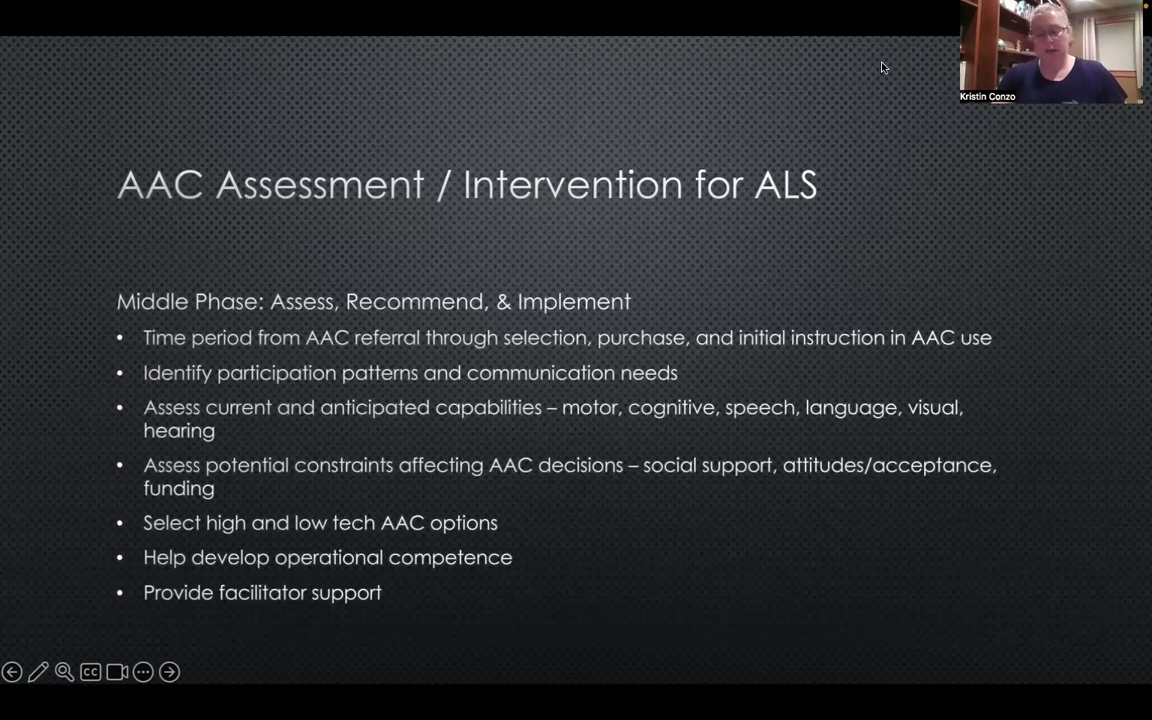 Kristin Conzo
AAC Assessment / Intervention for ALS
Middle Phase: Assess, Recommend, & Implement
• Time period from AAC referral through selection, purchase, and initial instruction in AAC use
• Identify participation patterns and communication needs
• Assess current and anticipated capabilities – motor, cognitive, speech, language, visual,
hearing
• Assess potential constraints affecting AAC decisions – social support, attitudes/acceptance,
funding
• Select high and low tech AAC options
• Help develop operational competence
• Provide facilitator support
CC